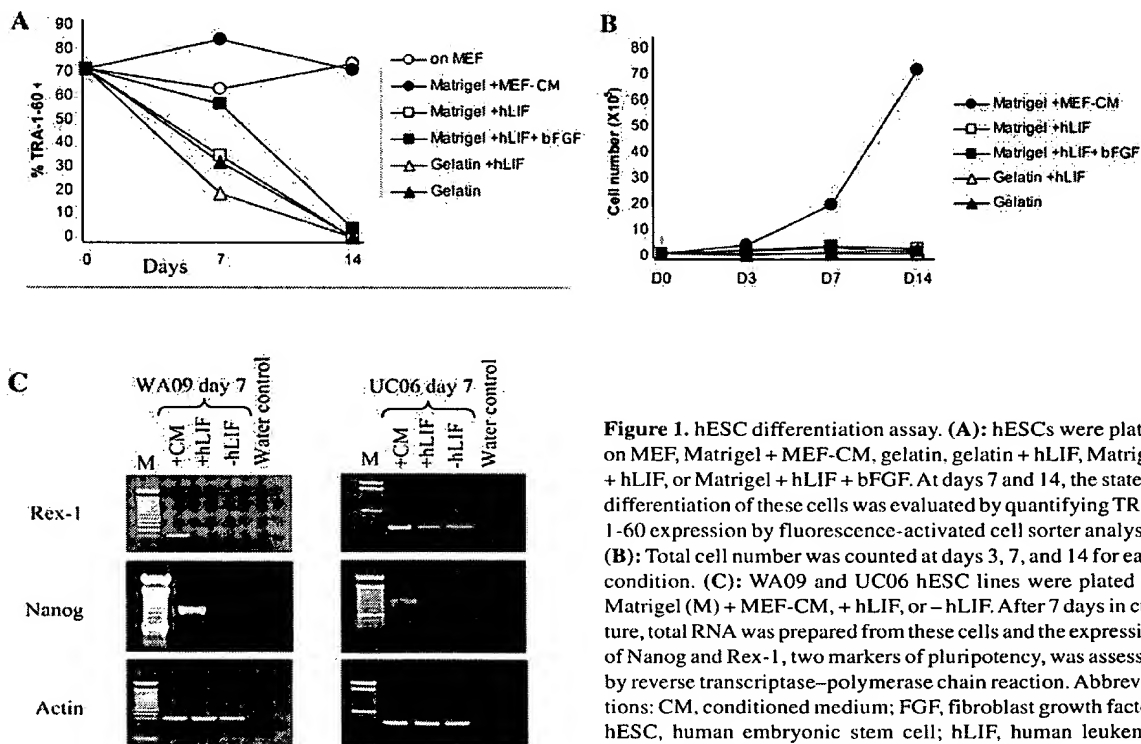 A
90
80
70
60
50
40
30
20
10
0
% TRA-1-60 +
0
Days
7
14
on MEF
Matrigel +MEF-CM
Matrigel +hLIF
Matrigel +hLIF+bFGF
Gelatin +hLIF
Gelatin
B
80
70
60
50
40
30
20
10
0
D0
D3
D7
D14
Matrigel +MEF-CM
Matrigel +hLIF
Matrigel +hLIF+bFGF
Gelatin +hLIF
Gelatin
C
WA09 day 7
M
+CM
+hLIF
-hLIF
Water control
UC06 day 7
M
+CM
+hLIF
-hLIF
Water control
Rex-1
Nanog
Actin
Figure 1. hESC differentiation assay. (A): hESCs were plat
on MEF, Matrigel + MEF-CM, gelatin, gelatin + hLIF, Matrig
+ hLIF, or Matrigel + hLIF + bFGF. At days 7 and 14, the state
differentiation of these cells was evaluated by quantifying TR
1-60 expression by fluorescence-activated cell sorter analys
(B): Total cell number was counted at days 3, 7, and 14 for ea
condition. (C): WA09 and UC06 hESC lines were plated
Matrigel (M) + MEF-CM, + hLIF, or – hLIF. After 7 days in c
ture, total RNA was prepared from these cells and the expressi
of Nanog and Rex-1, two markers of pluripotency, was assess
by reverse transcriptase–polymerase chain reaction. Abbrev
tions: CM, conditioned medium; FGF, fibroblast growth fact
hESC, human embryonic stem cell; hLIF, human leuker